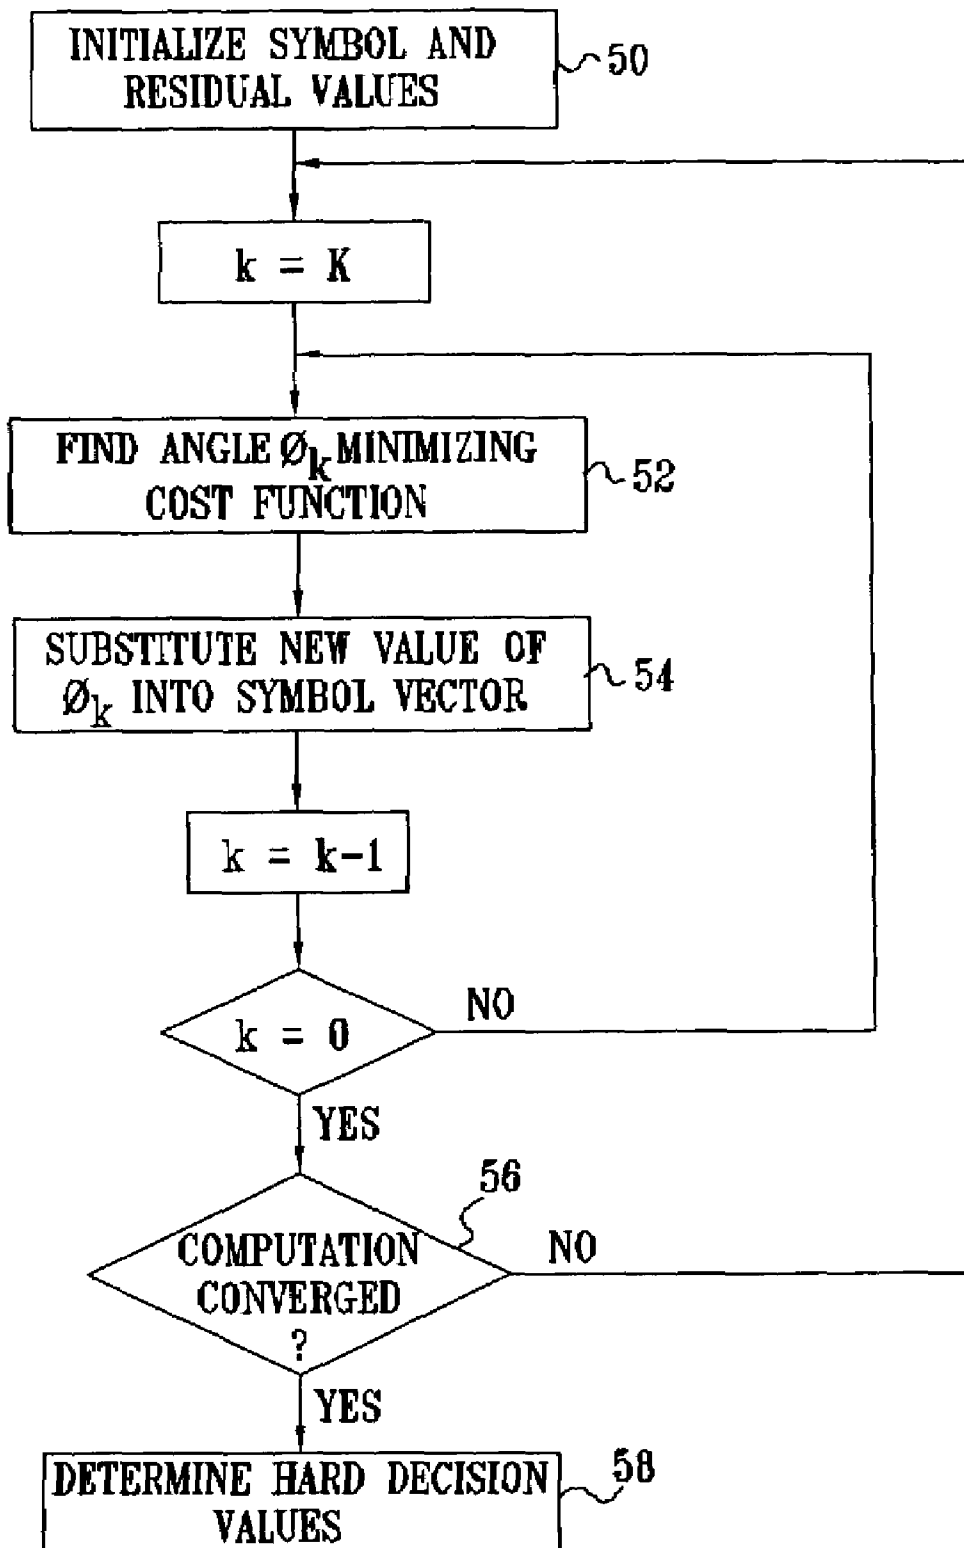 INITIALIZE SYMBOL AND
RESIDUAL VALUES
50
k = K
FIND ANGLE Øk MINIMIZING
COST FUNCTION
52
SUBSTITUTE NEW VALUE OF
Øk INTO SYMBOL VECTOR
54
k = k-1
k = 0
NO
YES
56
COMPUTATION
CONVERGED
?
NO
YES
DETERMINE HARD DECISION
VALUES
58